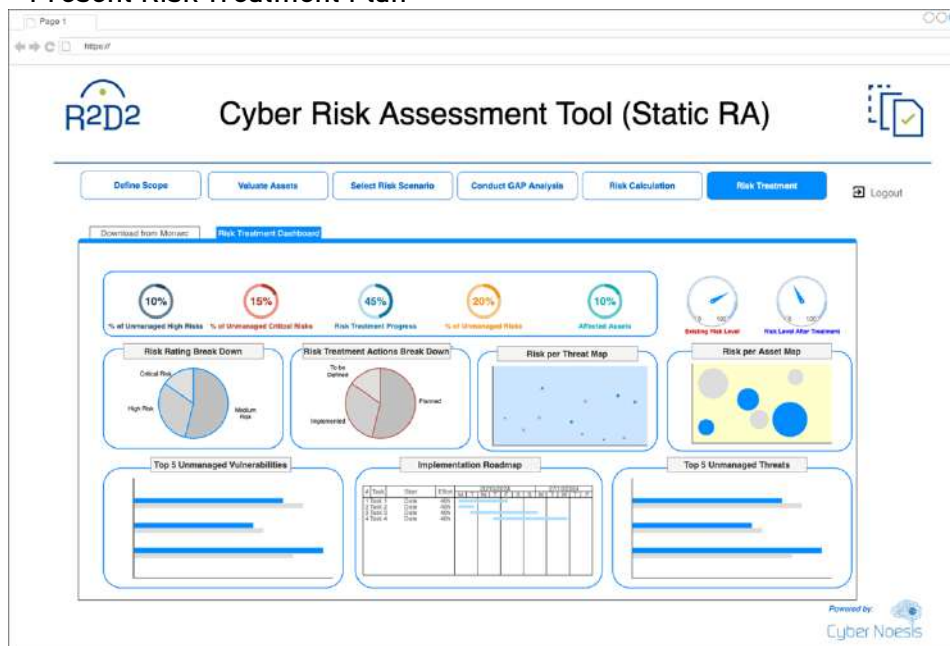 Present Risk Treatment Plan
Page 1
https://
R2D2
Cyber Risk Assessment Tool (Static RA)
Define Scope Valuate Assets Select Risk Scenario Conduct GAP Analysis Risk Calculation Risk Treatment Logout
Download from Monarc Risk Treatment Dashboard
10% 15% 45% 20% 10%
% of Unmanaged High Risks % of Unmanaged Critical Risks Risk Treatment Progress % of Unmanaged Risks Affected Assets
0 100 0 100
Existing Risk Level Risk Level After Treatment
Risk Rating Break Down Risk Treatment Actions Break Down Risk per Threat Map Risk per Asset Map
Critical Risk
High Risk
Medium Risk
To be Defined
Planned
Implemented
Top 5 Unmanaged Vulnerabilities Implementation Roadmap Top 5 Unmanaged Threats
# Task Start Effort
M T W T F S S M T W T F
1 Task 1 Date
2 Task 2 Date
3 Task 3 Date
4 Task 4 Date
Powered by:
Cyber Noesis